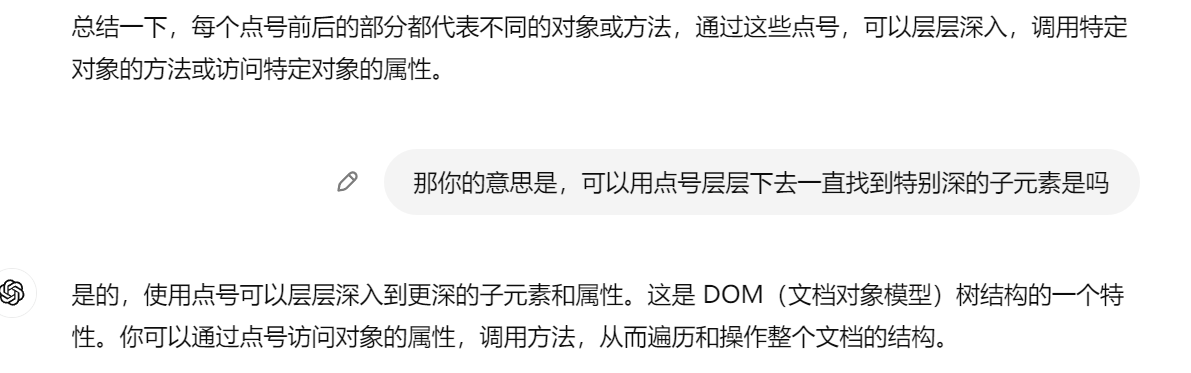 总结一下，每个点号前后的部分都代表不同的对象或方法，通过这些点号，可以层层深入，调用特定
对象的方法或访问特定对象的属性。
那你的意思是，可以用点号层层下去一直找到特别深的子元素是吗
是的，使用点号可以层层深入到更深的子元素和属性。这是 DOM（文档对象模型）树结构的一个特
性。你可以通过点号访问对象的属性，调用方法，从而遍历和操作整个文档的结构。